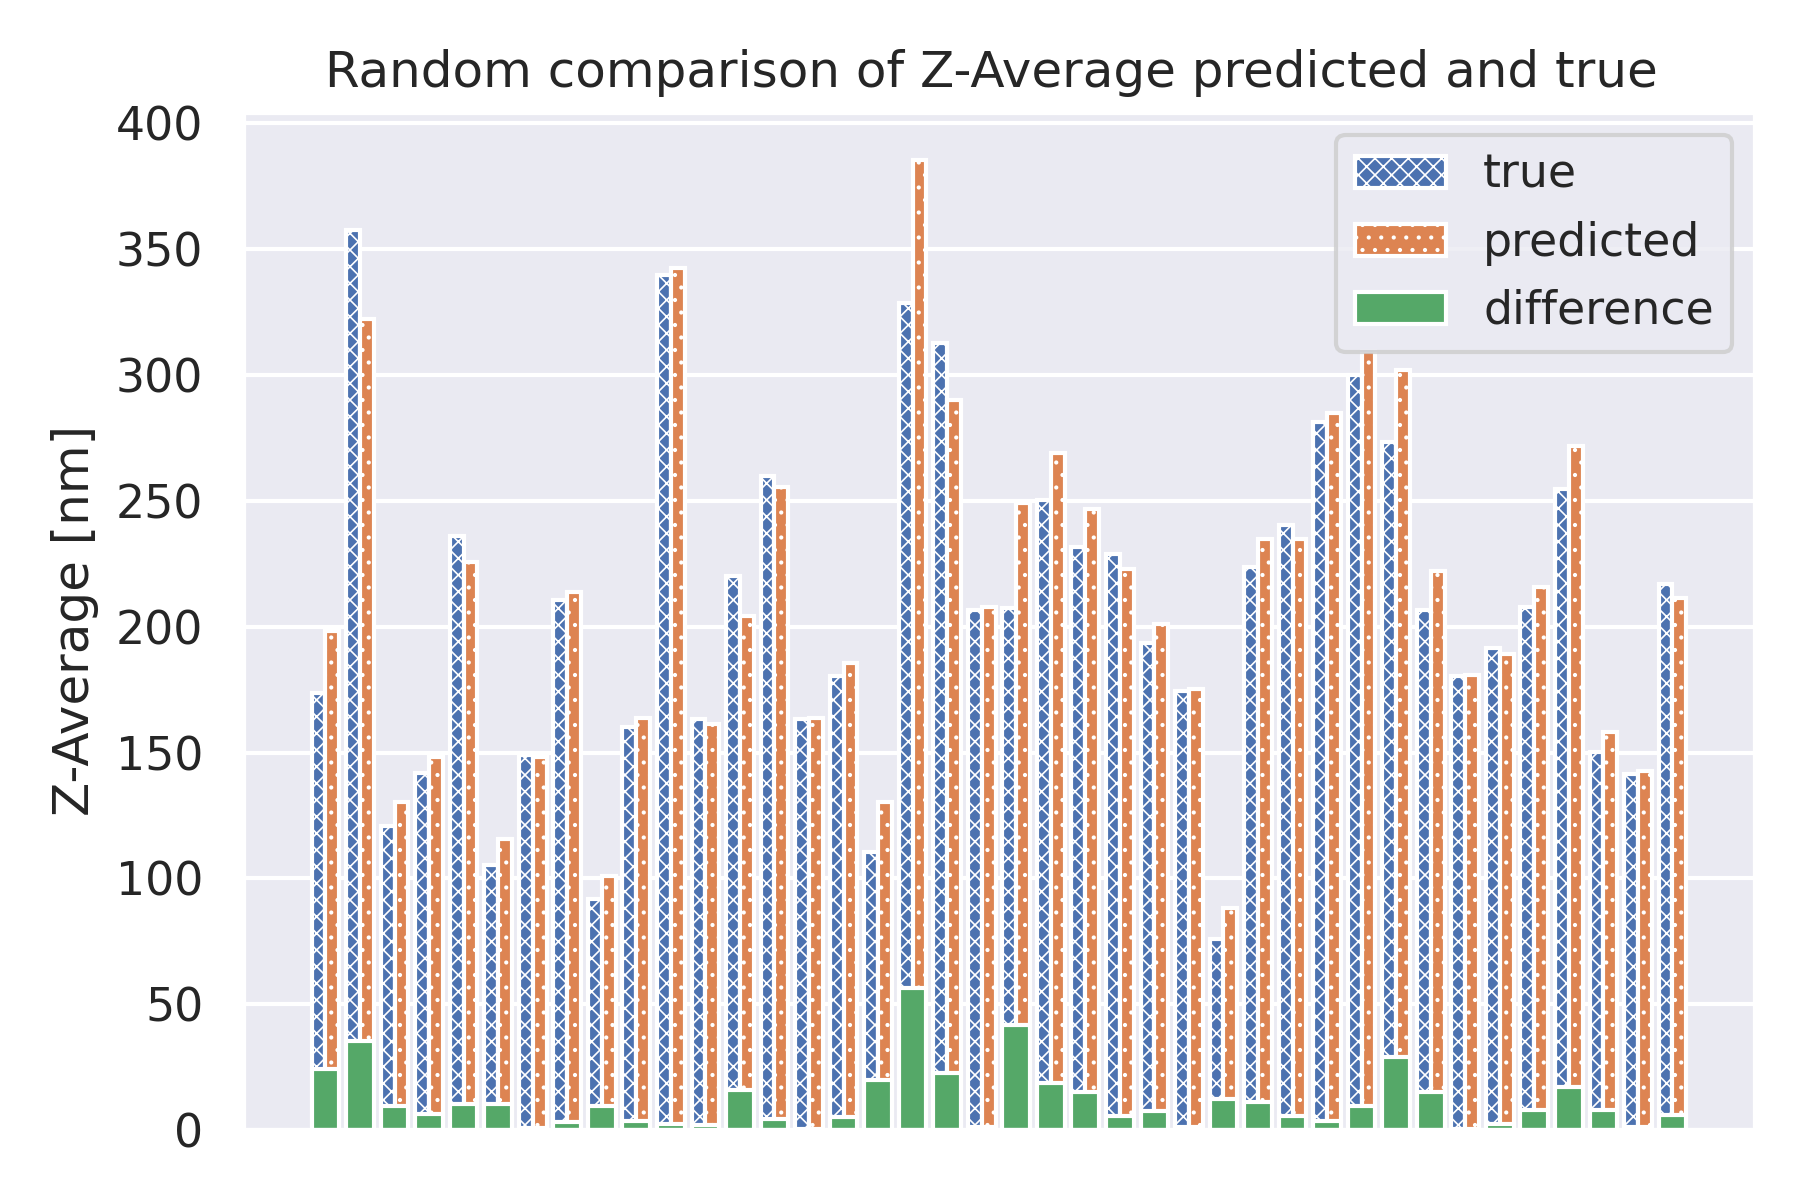 Random comparison of Z-Average predicted and true
Z-Average [nm]
400
350
300
250
200
150
100
50
0
true
predicted
difference